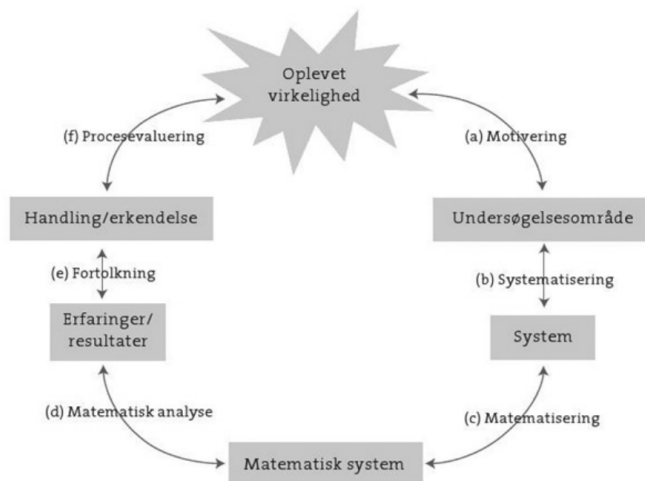 Oplevet
virkelighed
(f) Procesevaluering
(a) Motivering
Handling/erkendelse
Undersøgelsesområde
(e) Fortolkning
(b) Systematisering
Erfaringer/
resultater
System
(d) Matematisk analyse
(c) Matematisering
Matematisk system